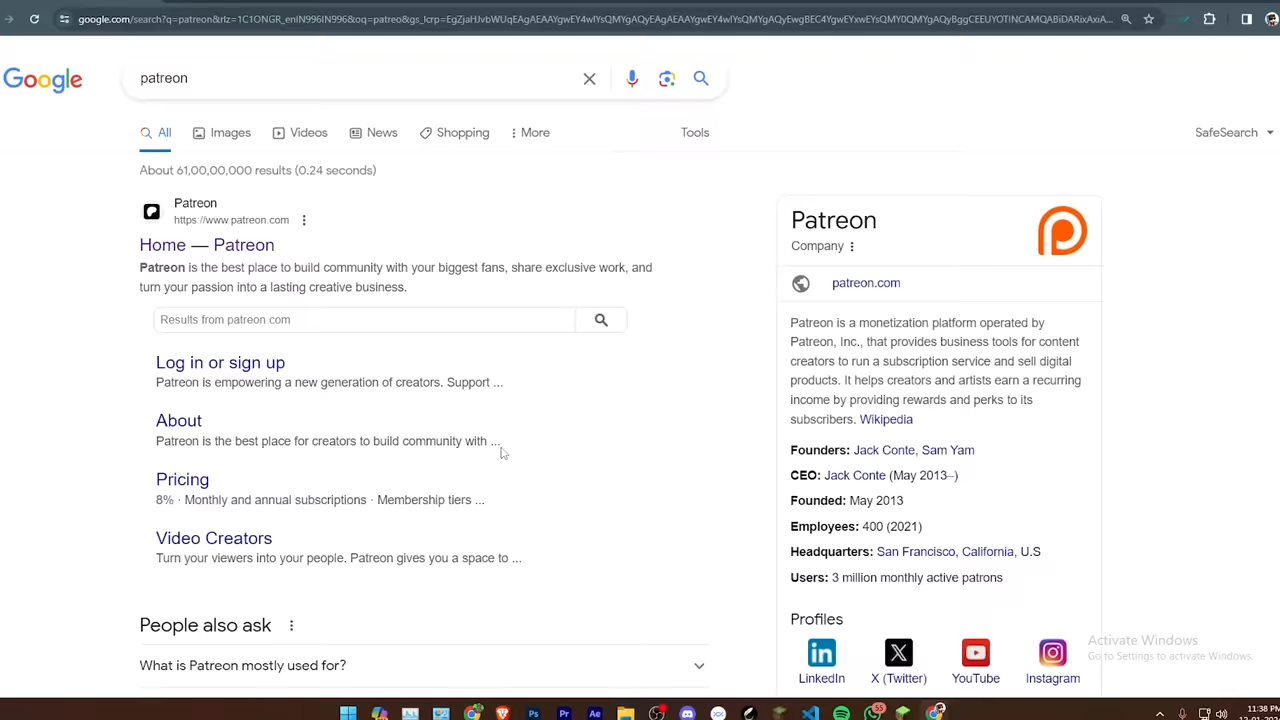 google.com/search?q=patreon&rlz=1C1ONGR_enIN996IN996&oq=patreo&gs_lcrp=EgZjaHJvbWUqEAgAEAAYgwEY4wIYsQMYgAQyEAgAEAAYgwEY4wIYsQMYgAQyEwgBEC4YgwEYxwEYsQMY0QMYgAQyBggCEEUYOTINCAMQABiDARixAxiA...
Google
patreon
All Images Videos News Shopping More Tools SafeSearch
About 61,00,00,000 results (0.24 seconds)
Patreon
https://www.patreon.com
Home — Patreon
Patreon is the best place to build community with your biggest fans, share exclusive work, and
turn your passion into a lasting creative business.
Results from patreon.com
Log in or sign up
Patreon is empowering a new generation of creators. Support ...
About
Patreon is the best place for creators to build community with ...
Pricing
8% · Monthly and annual subscriptions · Membership tiers ...
Video Creators
Turn your viewers into your people. Patreon gives you a space to ...
People also ask
What is Patreon mostly used for?
Patreon
Company
patreon.com
Patreon is a monetization platform operated by
Patreon, Inc., that provides business tools for content
creators to run a subscription service and sell digital
products. It helps creators and artists earn a recurring
income by providing rewards and perks to its
subscribers. Wikipedia
Founders: Jack Conte, Sam Yam
CEO: Jack Conte (May 2013–)
Founded: May 2013
Employees: 400 (2021)
Headquarters: San Francisco, California, U.S
Users: 3 million monthly active patrons
Profiles
LinkedIn X (Twitter) YouTube Instagram
Activate Windows
Go to Settings to activate Windows.
Ps Pr Ae 55
11:38 PM